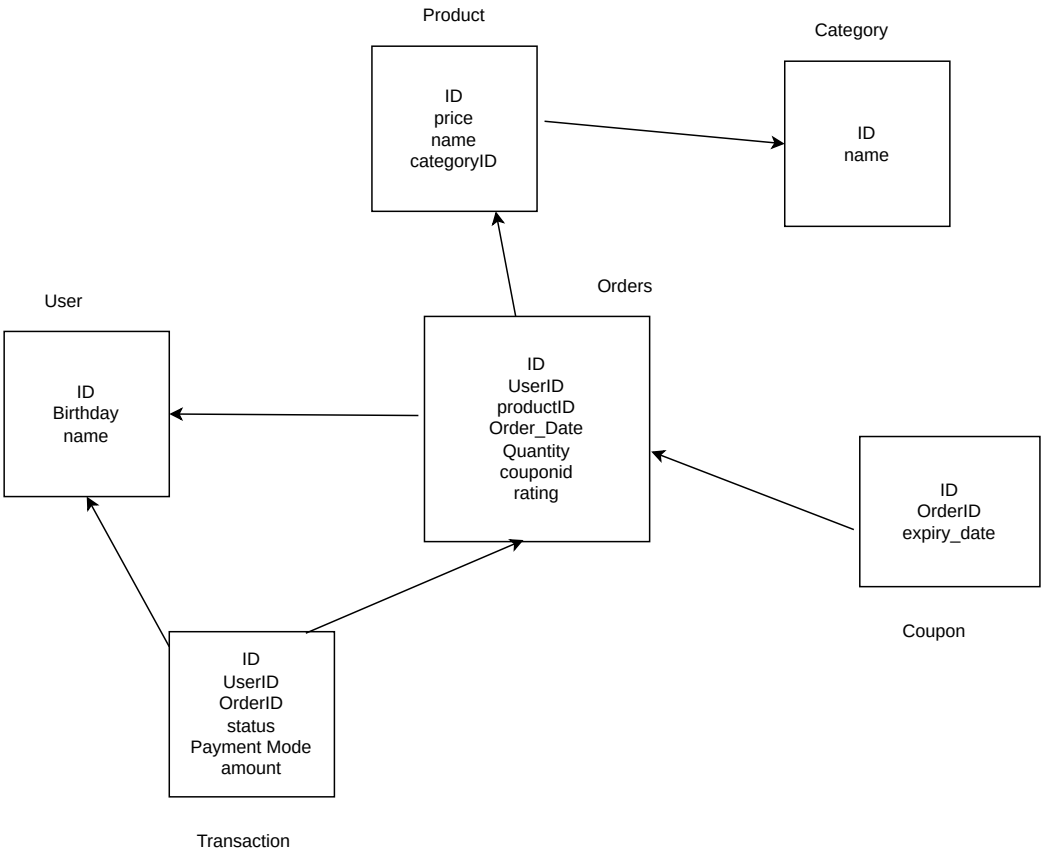 Product
ID
price
name
categoryID
Category
ID
name
User
ID
Birthday
name
Orders
ID
UserID
productID
Order_Date
Quantity
couponid
rating
ID
OrderID
expiry_date
Coupon
ID
UserID
OrderID
status
Payment Mode
amount
Transaction